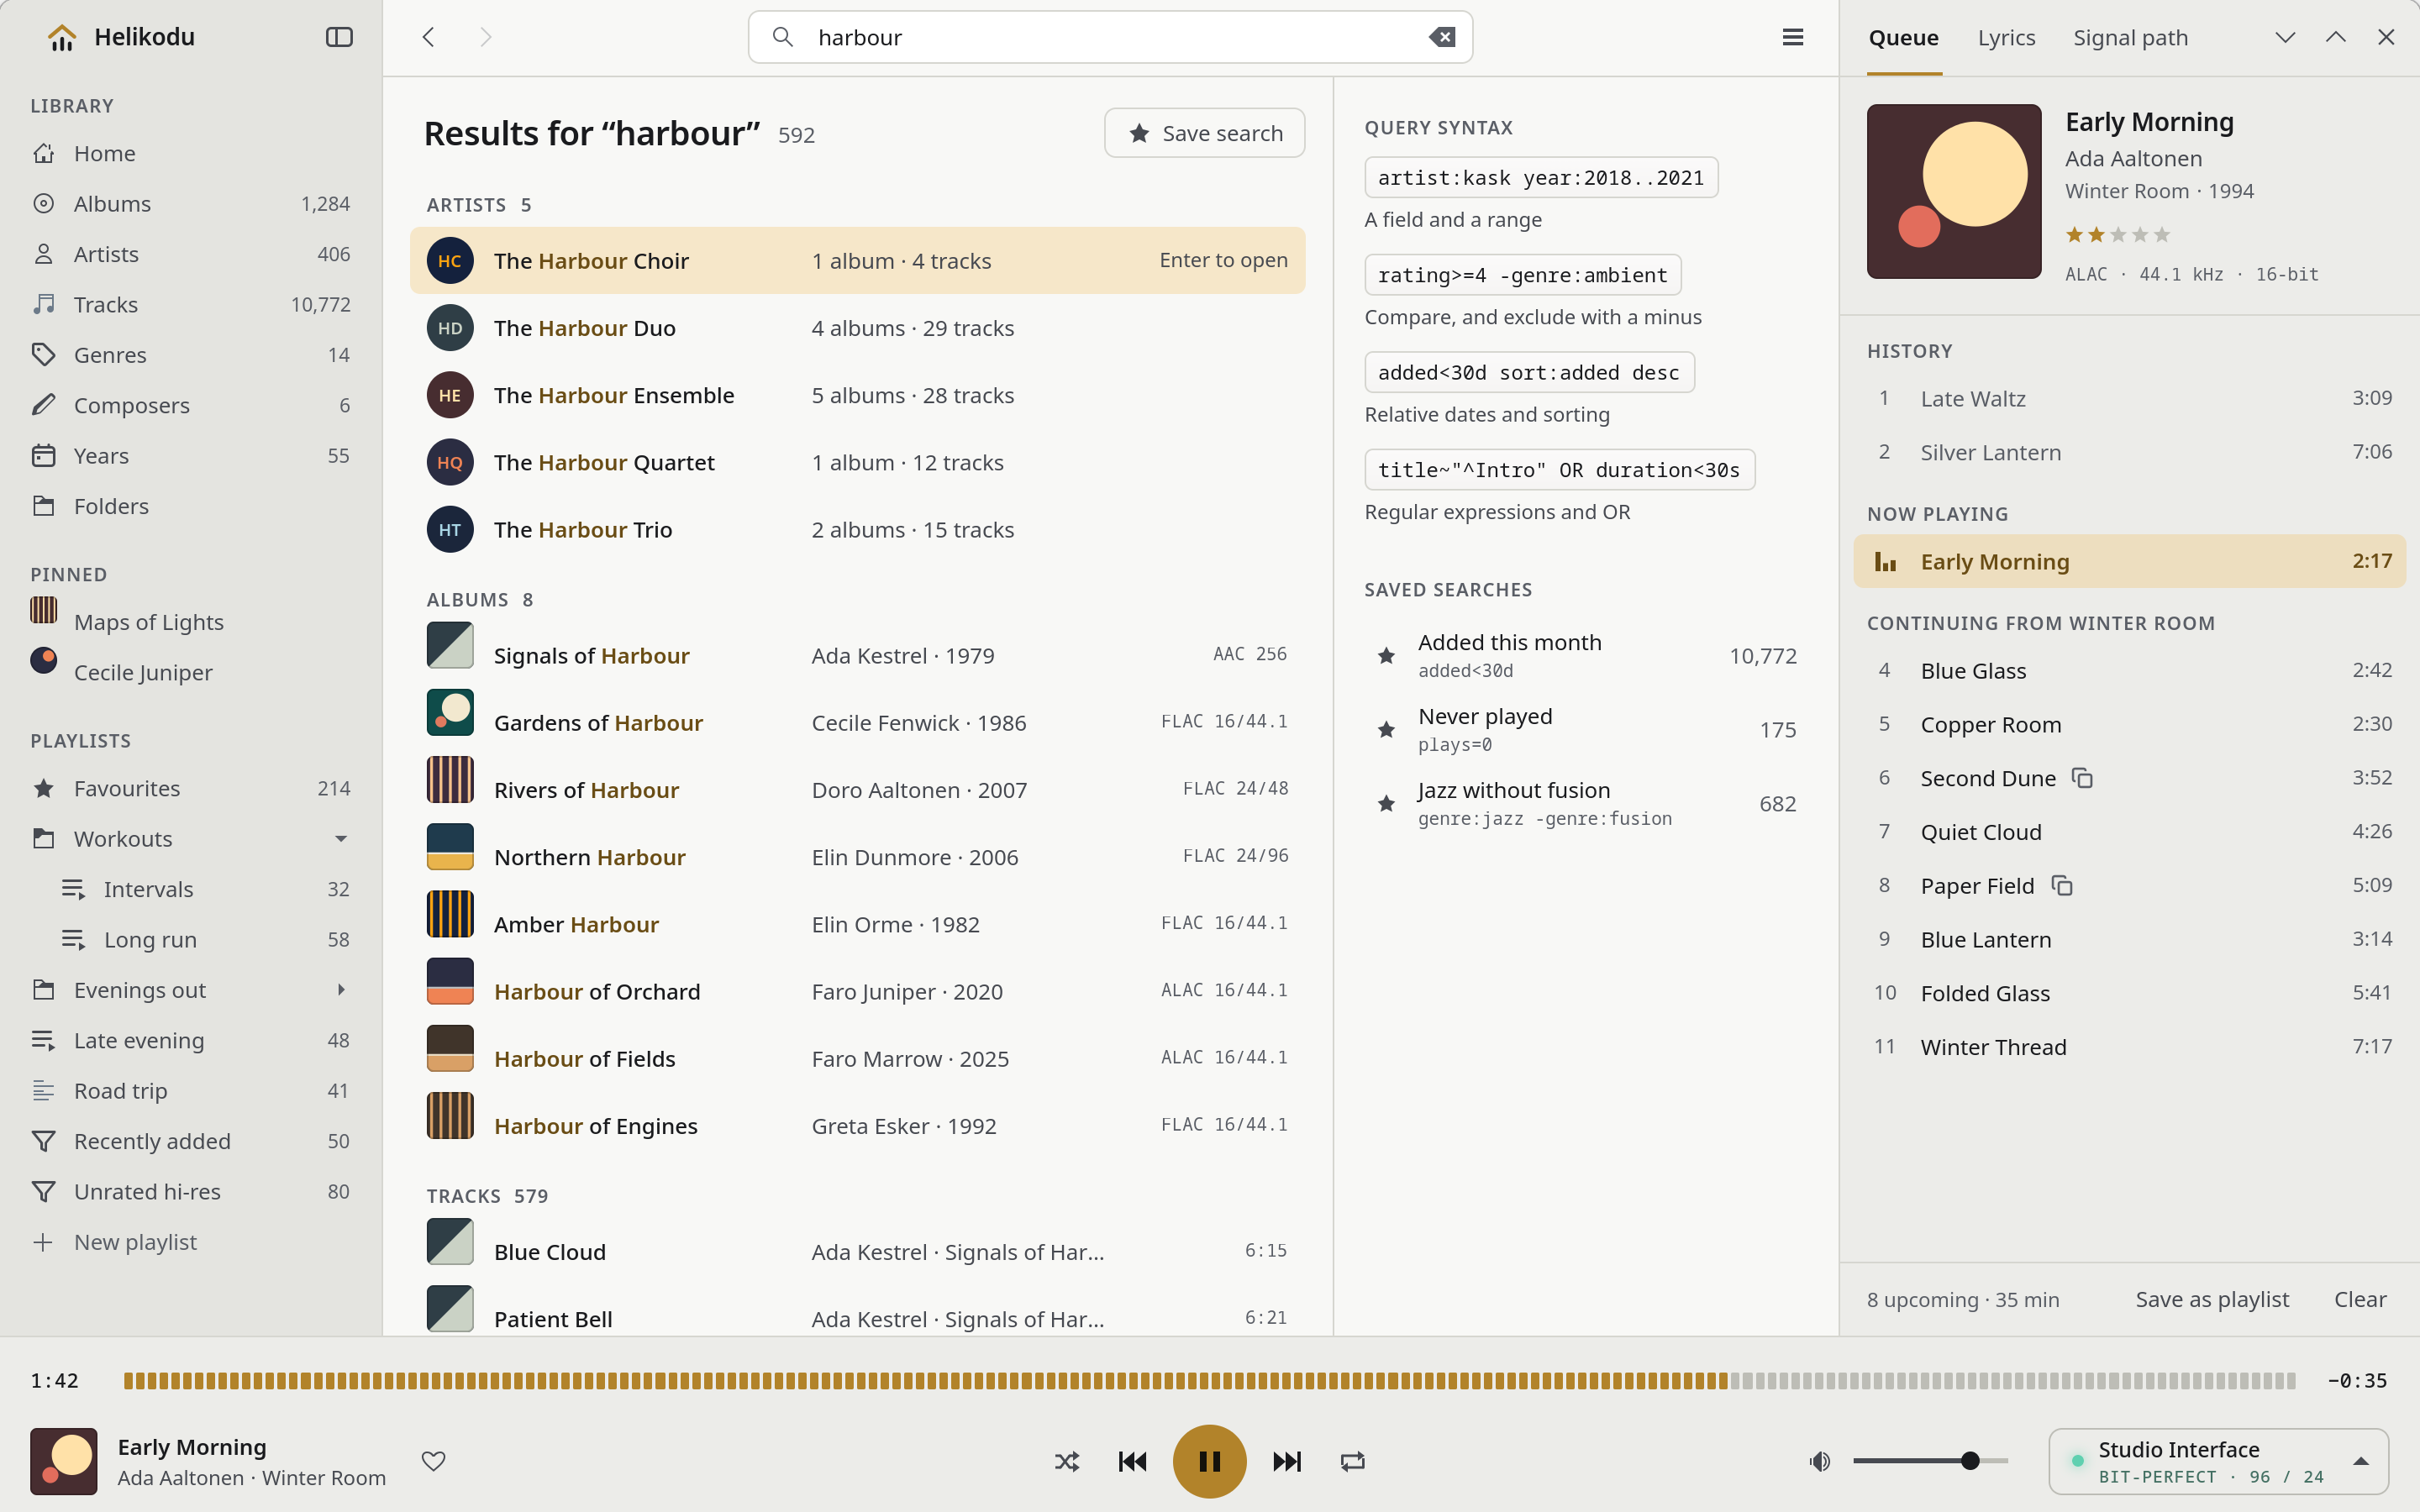 Helikodu
LIBRARY
Home
Albums 1,284
Artists 406
Tracks 10,772
Genres 14
Composers 6
Years 55
Folders
PINNED
Maps of Lights
Cecile Juniper
PLAYLISTS
Favourites 214
Workouts
Intervals 32
Long run 58
Evenings out
Late evening 48
Road trip 41
Recently added 50
Unrated hi-res 80
New playlist
harbour
Results for “harbour” 592
Save search
ARTISTS 5
HC The Harbour Choir 1 album · 4 tracks Enter to open
HD The Harbour Duo 4 albums · 29 tracks
HE The Harbour Ensemble 5 albums · 28 tracks
HQ The Harbour Quartet 1 album · 12 tracks
HT The Harbour Trio 2 albums · 15 tracks
ALBUMS 8
Signals of Harbour Ada Kestrel · 1979 AAC 256
Gardens of Harbour Cecile Fenwick · 1986 FLAC 16/44.1
Rivers of Harbour Doro Aaltonen · 2007 FLAC 24/48
Northern Harbour Elin Dunmore · 2006 FLAC 24/96
Amber Harbour Elin Orme · 1982 FLAC 16/44.1
Harbour of Orchard Faro Juniper · 2020 ALAC 16/44.1
Harbour of Fields Faro Marrow · 2025 ALAC 16/44.1
Harbour of Engines Greta Esker · 1992 FLAC 16/44.1
TRACKS 579
Blue Cloud Ada Kestrel · Signals of Har… 6:15
Patient Bell Ada Kestrel · Signals of Har… 6:21
QUERY SYNTAX
artist:kask year:2018..2021
A field and a range
rating>=4 -genre:ambient
Compare, and exclude with a minus
added<30d sort:added desc
Relative dates and sorting
title~"^Intro" OR duration<30s
Regular expressions and OR
SAVED SEARCHES
Added this month 10,772
added<30d
Never played 175
plays=0
Jazz without fusion 682
genre:jazz -genre:fusion
Queue Lyrics Signal path
Early Morning
Ada Aaltonen
Winter Room · 1994
ALAC · 44.1 kHz · 16-bit
HISTORY
1 Late Waltz 3:09
2 Silver Lantern 7:06
NOW PLAYING
Early Morning 2:17
CONTINUING FROM WINTER ROOM
4 Blue Glass 2:42
5 Copper Room 2:30
6 Second Dune 3:52
7 Quiet Cloud 4:26
8 Paper Field 5:09
9 Blue Lantern 3:14
10 Folded Glass 5:41
11 Winter Thread 7:17
8 upcoming · 35 min Save as playlist Clear
1:42 −0:35
Early Morning
Ada Aaltonen · Winter Room
Studio Interface
BIT-PERFECT · 96 / 24